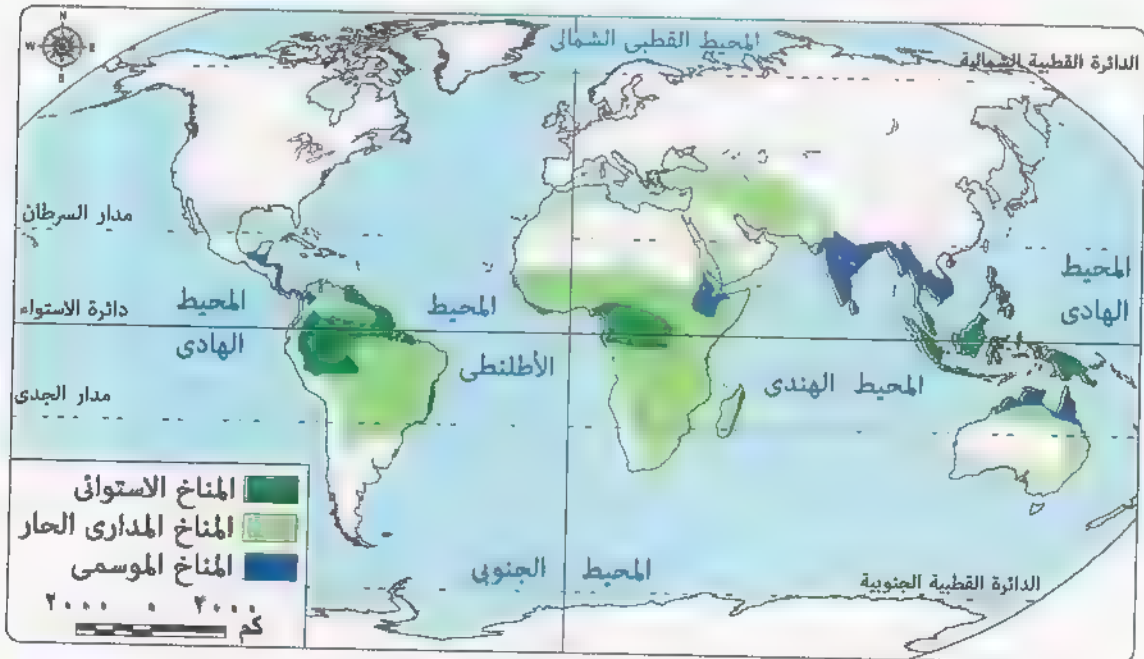 N
W E
S
المحيط القطبى الشمالى
الدائرة القطبية الشمالية
مدار السرطان
المحيط
الهادى
دائرة الاستواء
المحيط
الهادى
المحيط
الأطلنطى
المحيط الهندى
مدار الجدى
المناخ الاستوائى
المناخ المدارى الحار
المناخ الموسمى
المحيط الجنوبي
الدائرة القطبية الجنوبية
٢٠٠٠ ٠ ٢٠٠٠
كم